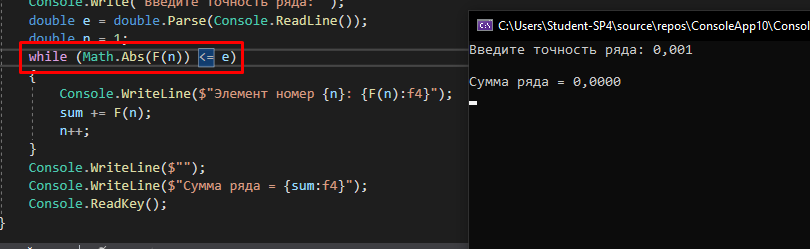 Console.Write("Введите точность ряда: ");
double e = double.Parse(Console.ReadLine());
double n = 1;
while (Math.Abs(F(n)) <= e)
{
Console.WriteLine($"Элемент номер {n}: {F(n):f4}");
sum += F(n);
n++;
}
Console.WriteLine($"");
Console.WriteLine($"Сумма ряда = {sum:f4}");
Console.ReadKey();
}
C:\Users\Student-SP4\source\repos\ConsoleApp10\Consol
Введите точность ряда: 0,001
Сумма ряда = 0,0000